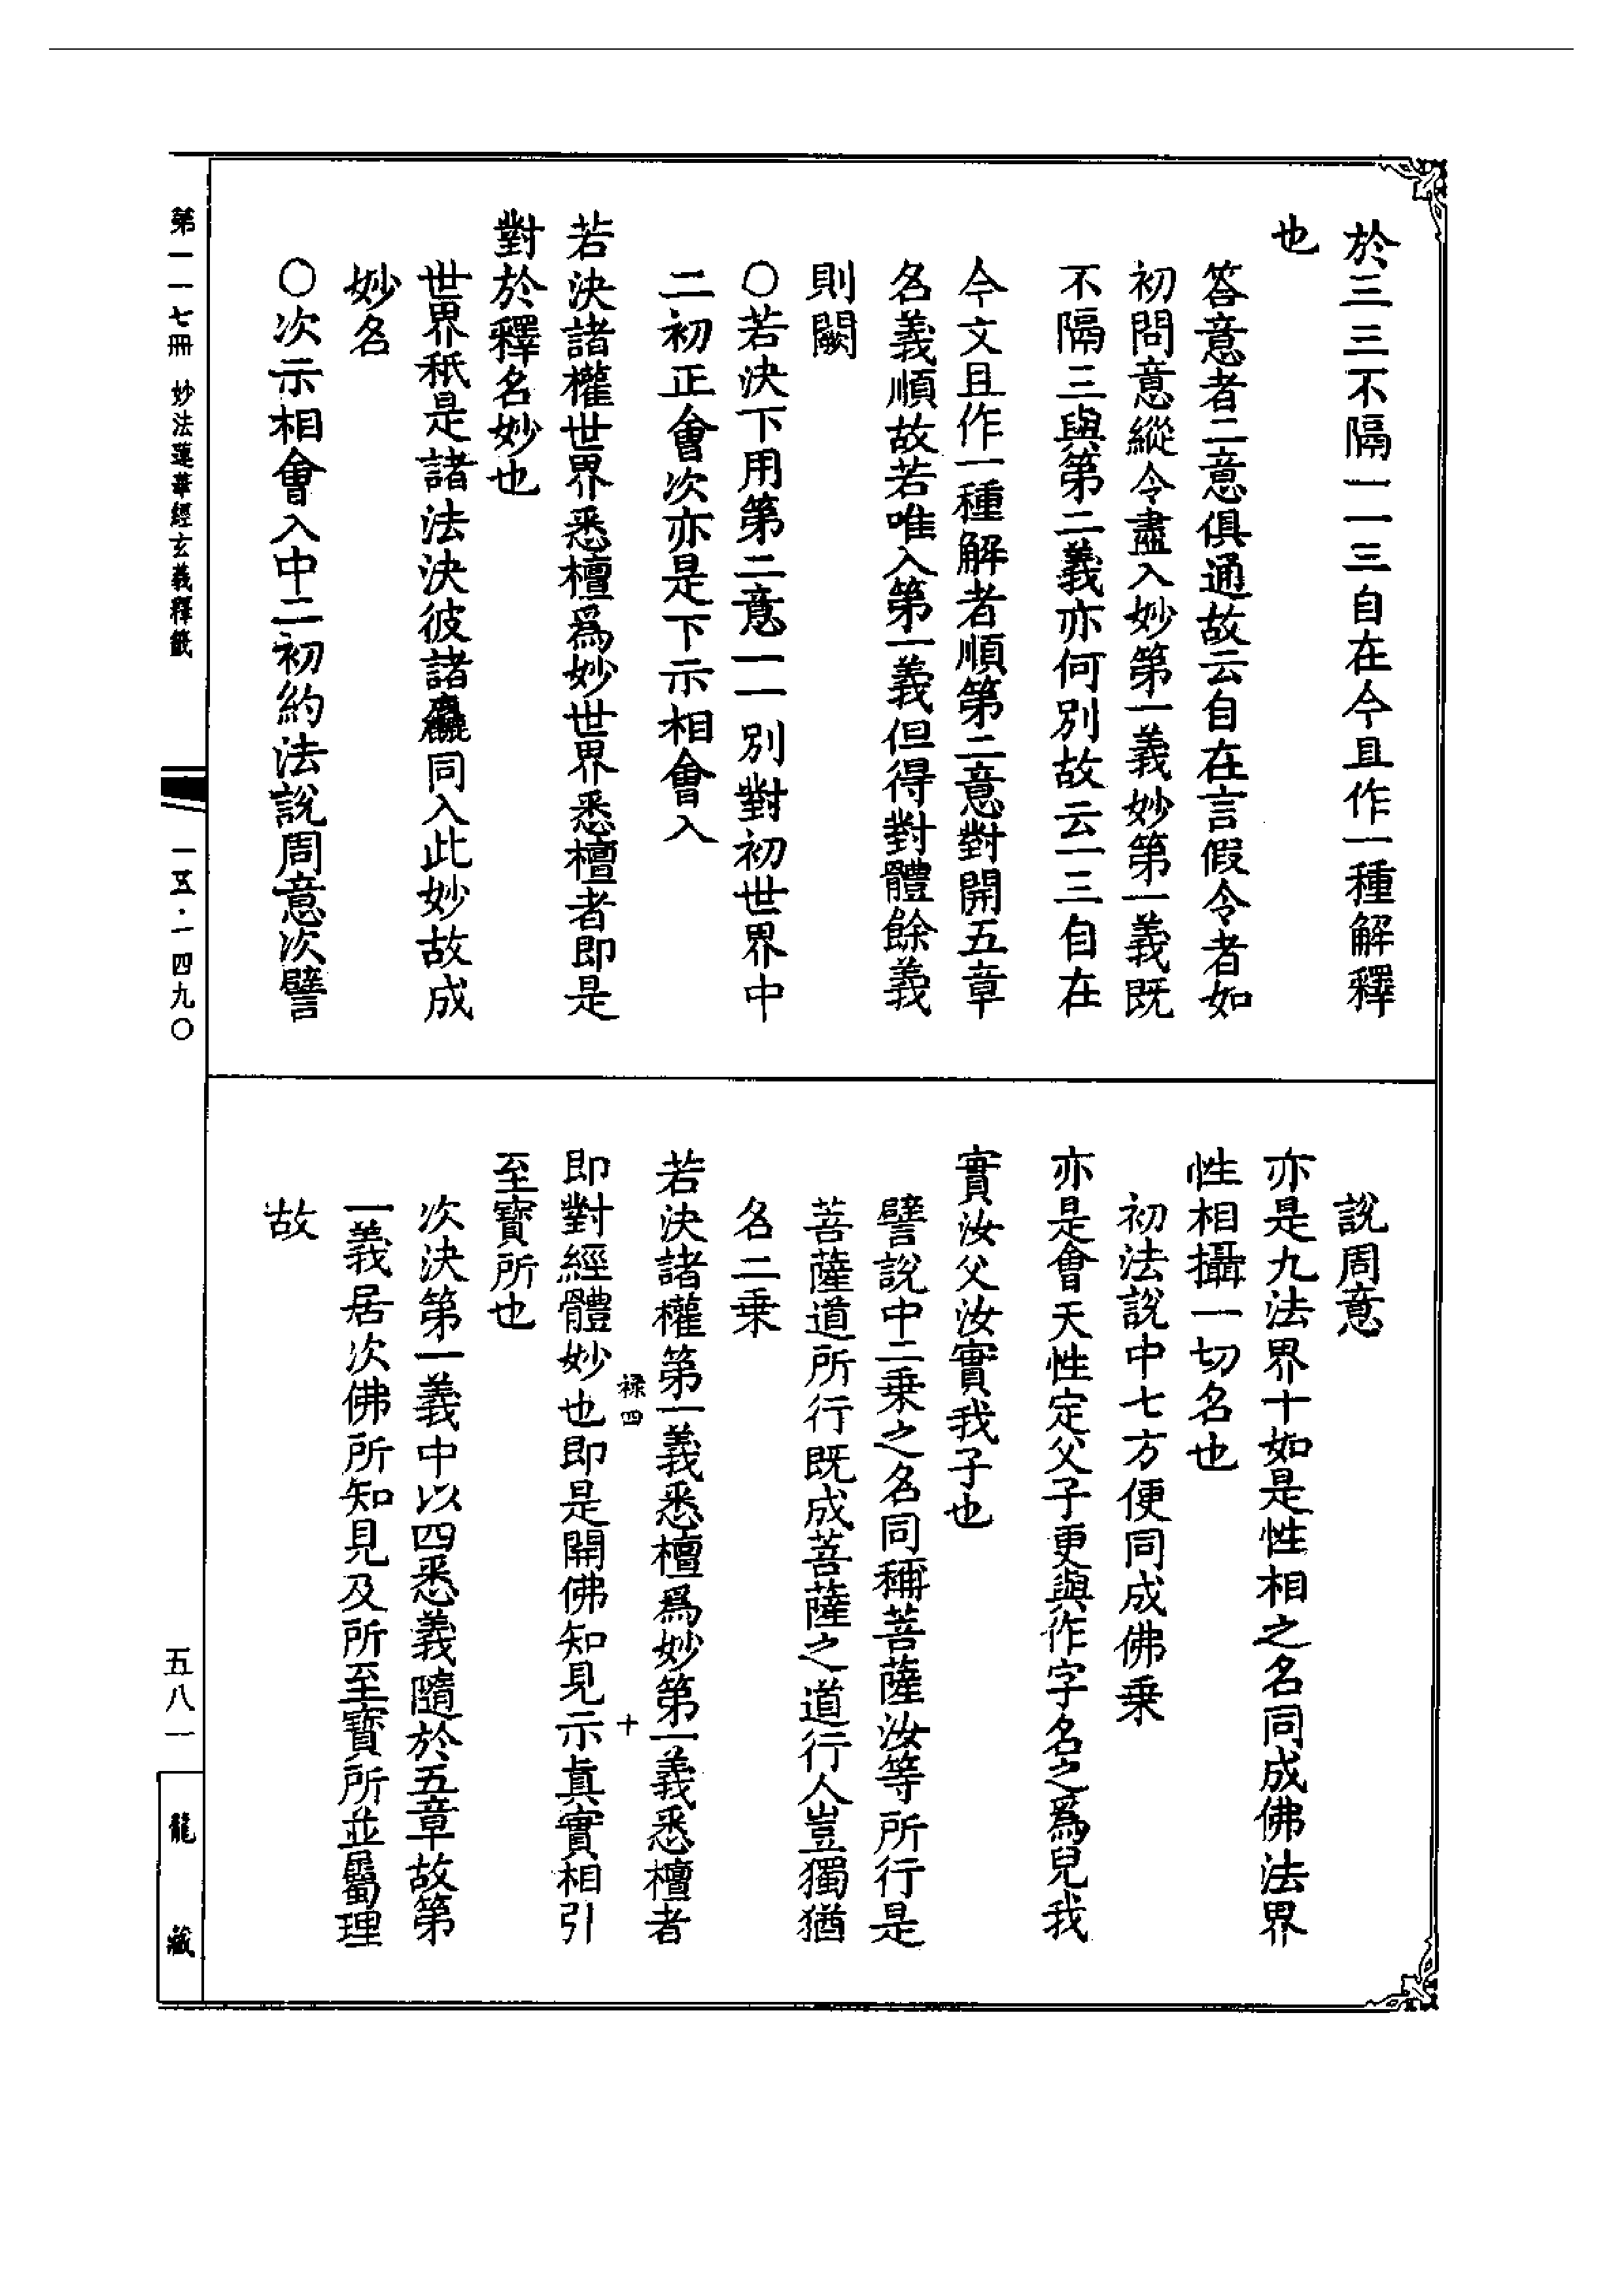 於三三不隔一一三自在今且作一種解釋
也
答意者二意俱通故云自在言假令者如
初問意縱令盡入妙第一義妙第一義既
不隔三與第二義亦何別故云一三自在
今文且作一種解者順第二意對開五章
名義順故若唯入第一義但得對體餘義
則闕
○若決下用第二意一一別對初世界中
二初正會次亦是下示相會入
若決諸權世界悉檀爲妙世界悉檀者即是
對於釋名妙也
世界秖是諸法決彼諸麤同入此妙故成
妙名
○次示相會入中二初約法說周意次譬
說周意
亦是九法界十如是性相之名同成佛法界
性相攝一切名也
初法說中七方便同成佛乗
亦是會天性定父子更與作字名之爲兒我
實汝父汝實我子也
譬說中二乗之名同稱菩薩汝等所行是
菩薩道所行既成菩薩之道行人豈獨猶
名二乗
若決諸權第一義悉檀爲妙第一義悉檀者
祿四 十
即對經體妙也即是開佛知見示眞實相引
至寶所也
次決第一義中以四悉義隨於五章故第
一義居次佛所知見及所至寶所並屬理
故
第一一七冊 妙法蓮華經玄義釋籤
一五·一四九〇
五八一
龍藏